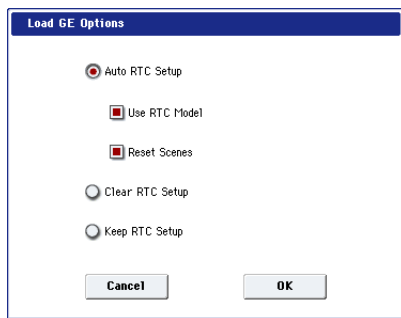 Load GE Options
Auto RTC Setup
Use RTC Model
Reset Scenes
Clear RTC Setup
Keep RTC Setup
Cancel OK